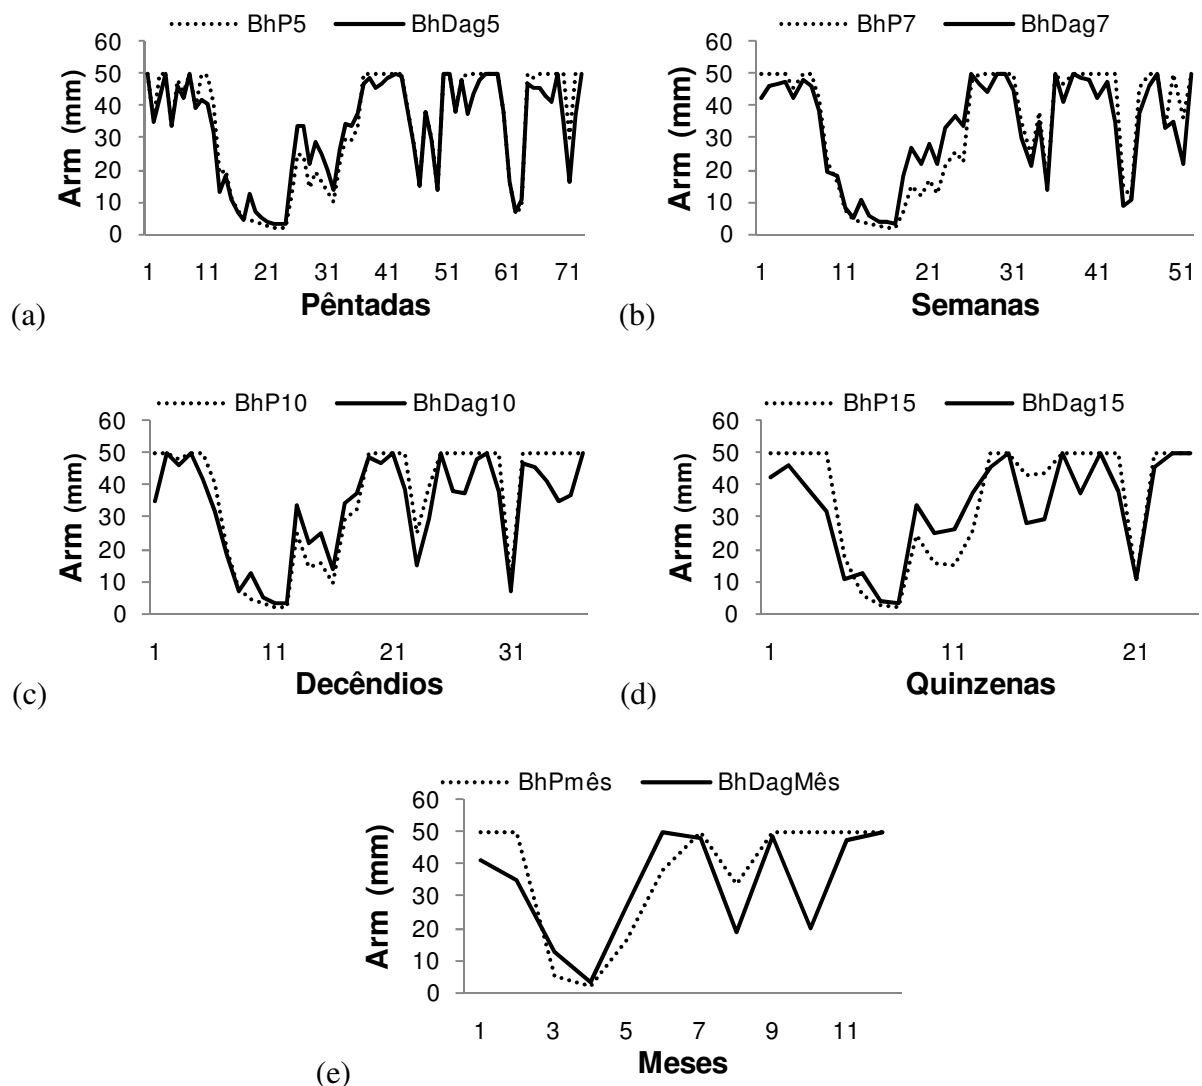 BhP5 BhDag5
60
50
40
30
20
10
0
Arm (mm)
1 11 21 31 41 51 61 71
Pêntadas
(a)
BhP7 BhDag7
60
50
40
30
20
10
0
Arm (mm)
1 11 21 31 41 51
Semanas
(b)
BhP10 BhDag10
60
50
40
30
20
10
0
Arm (mm)
1 11 21 31
Decêndios
(c)
BhP15 BhDag15
60
50
40
30
20
10
0
Arm (mm)
1 11 21
Quinzenas
(d)
BhPmês BhDagMês
60
50
40
30
20
10
0
Arm (mm)
1 3 5 7 9 11
Meses
(e)